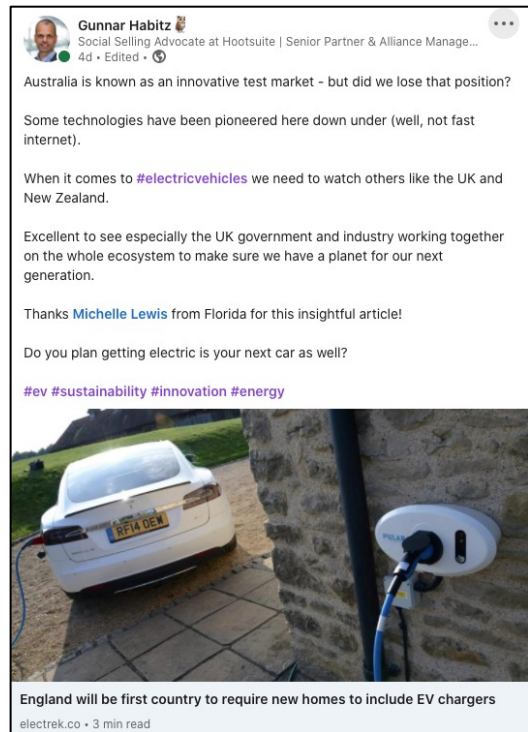 Gunnar Habitz
Social Selling Advocate at Hootsuite | Senior Partner & Alliance Manage...
4d • Edited •
Australia is known as an innovative test market - but did we lose that position?
Some technologies have been pioneered here down under (well, not fast
internet).
When it comes to #electricvehicles we need to watch others like the UK and
New Zealand.
Excellent to see especially the UK government and industry working together
on the whole ecosystem to make sure we have a planet for our next
generation.
Thanks Michelle Lewis from Florida for this insightful article!
Do you plan getting electric is your next car as well?
#ev #sustainability #innovation #energy
RF14 OEW
England will be first country to require new homes to include EV chargers
electrek.co • 3 min read